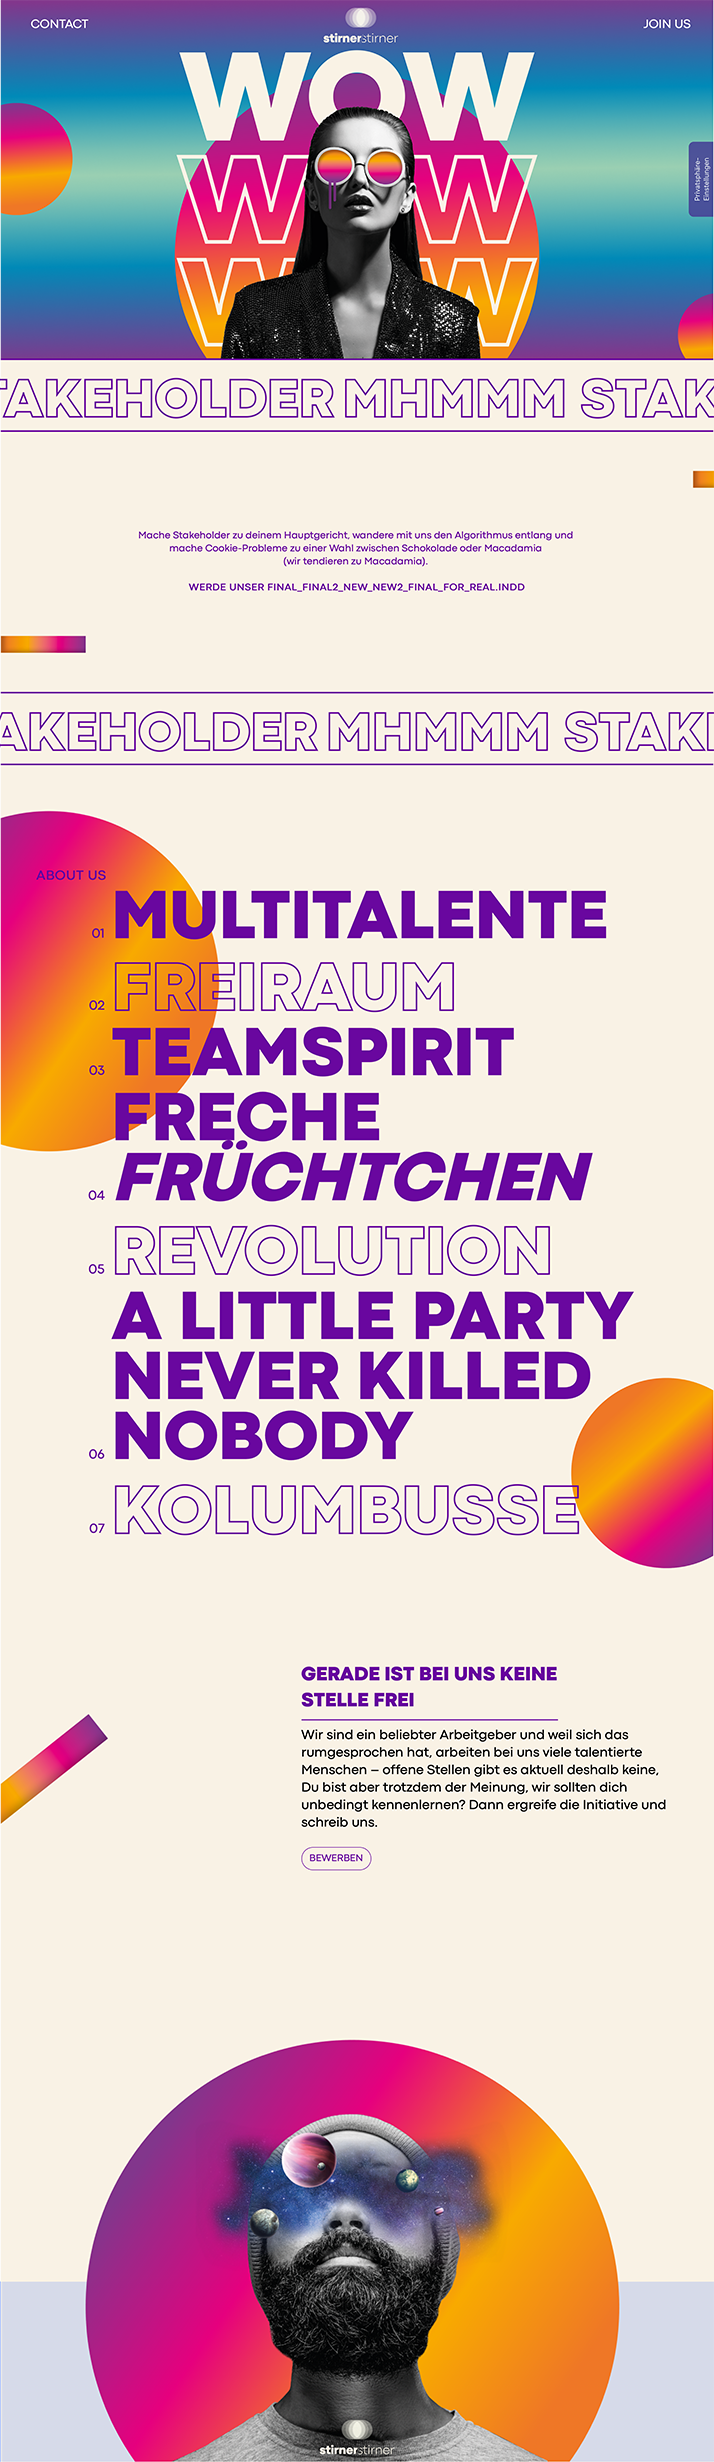 CONTACT
stirnerstirner
JOIN US
WOW
WOW
WOW
Privatsphäre-
Einstellungen
TAKEHOLDER MHMMM STAK
Mache Stakeholder zu deinem Hauptgericht, wandere mit uns den Algorithmus entlang und
mache Cookie-Probleme zu einer Wahl zwischen Schokolade oder Macadamia
(wir tendieren zu Macadamia).
WERDE UNSER FINAL_FINAL2_NEW_NEW2_FINAL_FOR_REAL.INDD
AKEHOLDER MHMMM STAK
ABOUT US
01 MULTITALENTE
02 FREIRAUM
03 TEAMSPIRIT
FRECHE
04 FRÜCHTCHEN
05 REVOLUTION
A LITTLE PARTY
NEVER KILLED
06 NOBODY
07 KOLUMBUSSE
GERADE IST BEI UNS KEINE
STELLE FREI
Wir sind ein beliebter Arbeitgeber und weil sich das
rumgesprochen hat, arbeiten bei uns viele talentierte
Menschen – offene Stellen gibt es aktuell deshalb keine,
Du bist aber trotzdem der Meinung, wir sollten dich
unbedingt kennenlernen? Dann ergreife die Initiative und
schreib uns.
BEWERBEN
stirnerstirner